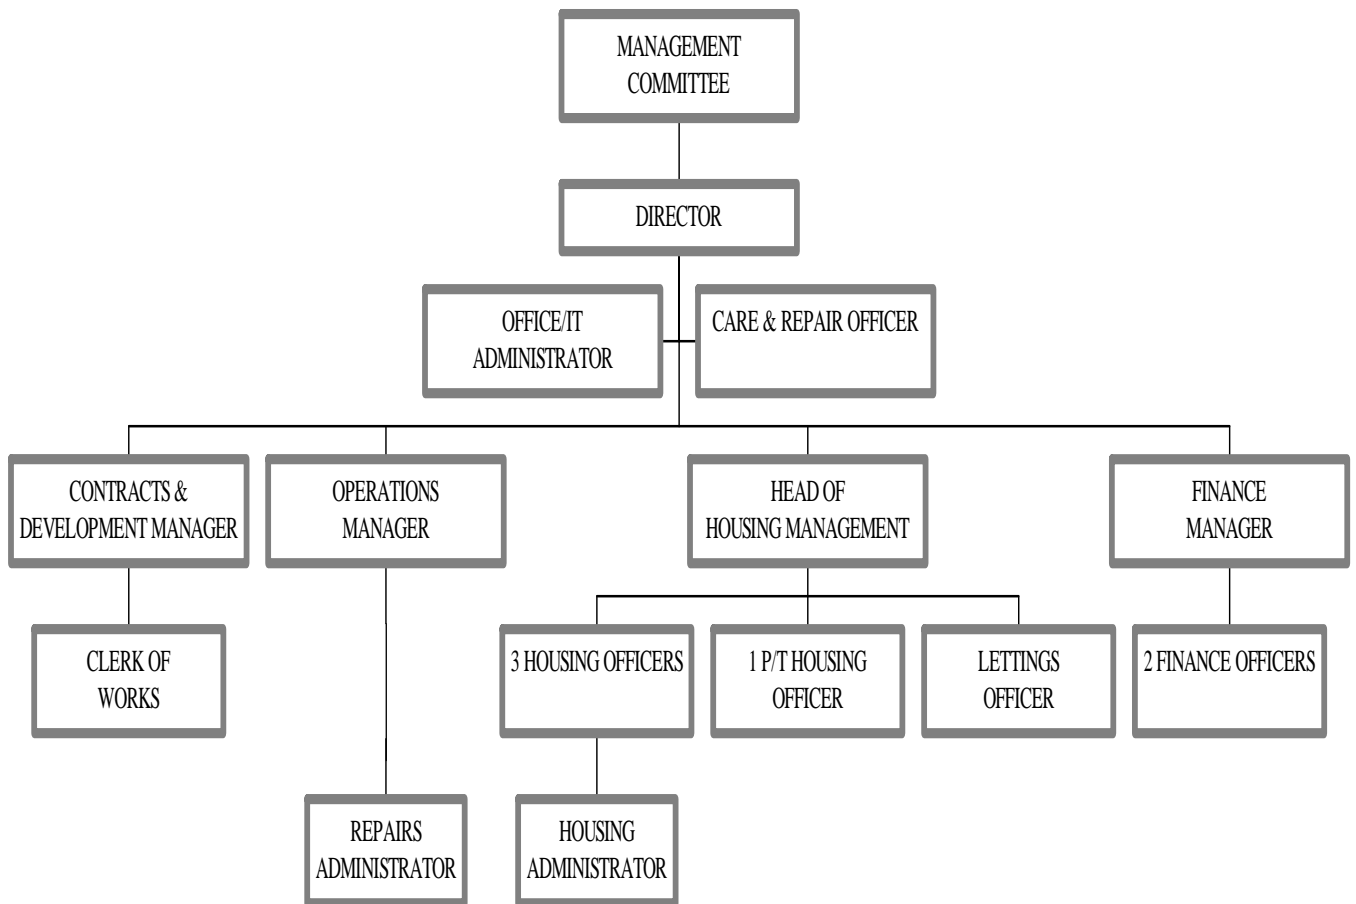 MANAGEMENT
COMMITTEE
DIRECTOR
OFFICE/IT
ADMINISTRATOR
CARE & REPAIR OFFICER
CONTRACTS &
DEVELOPMENT MANAGER
OPERATIONS
MANAGER
HEAD OF
HOUSING MANAGEMENT
FINANCE
MANAGER
CLERK OF
WORKS
3 HOUSING OFFICERS
1 P/T HOUSING
OFFICER
LETTINGS
OFFICER
2 FINANCE OFFICERS
REPAIRS
ADMINISTRATOR
HOUSING
ADMINISTRATOR